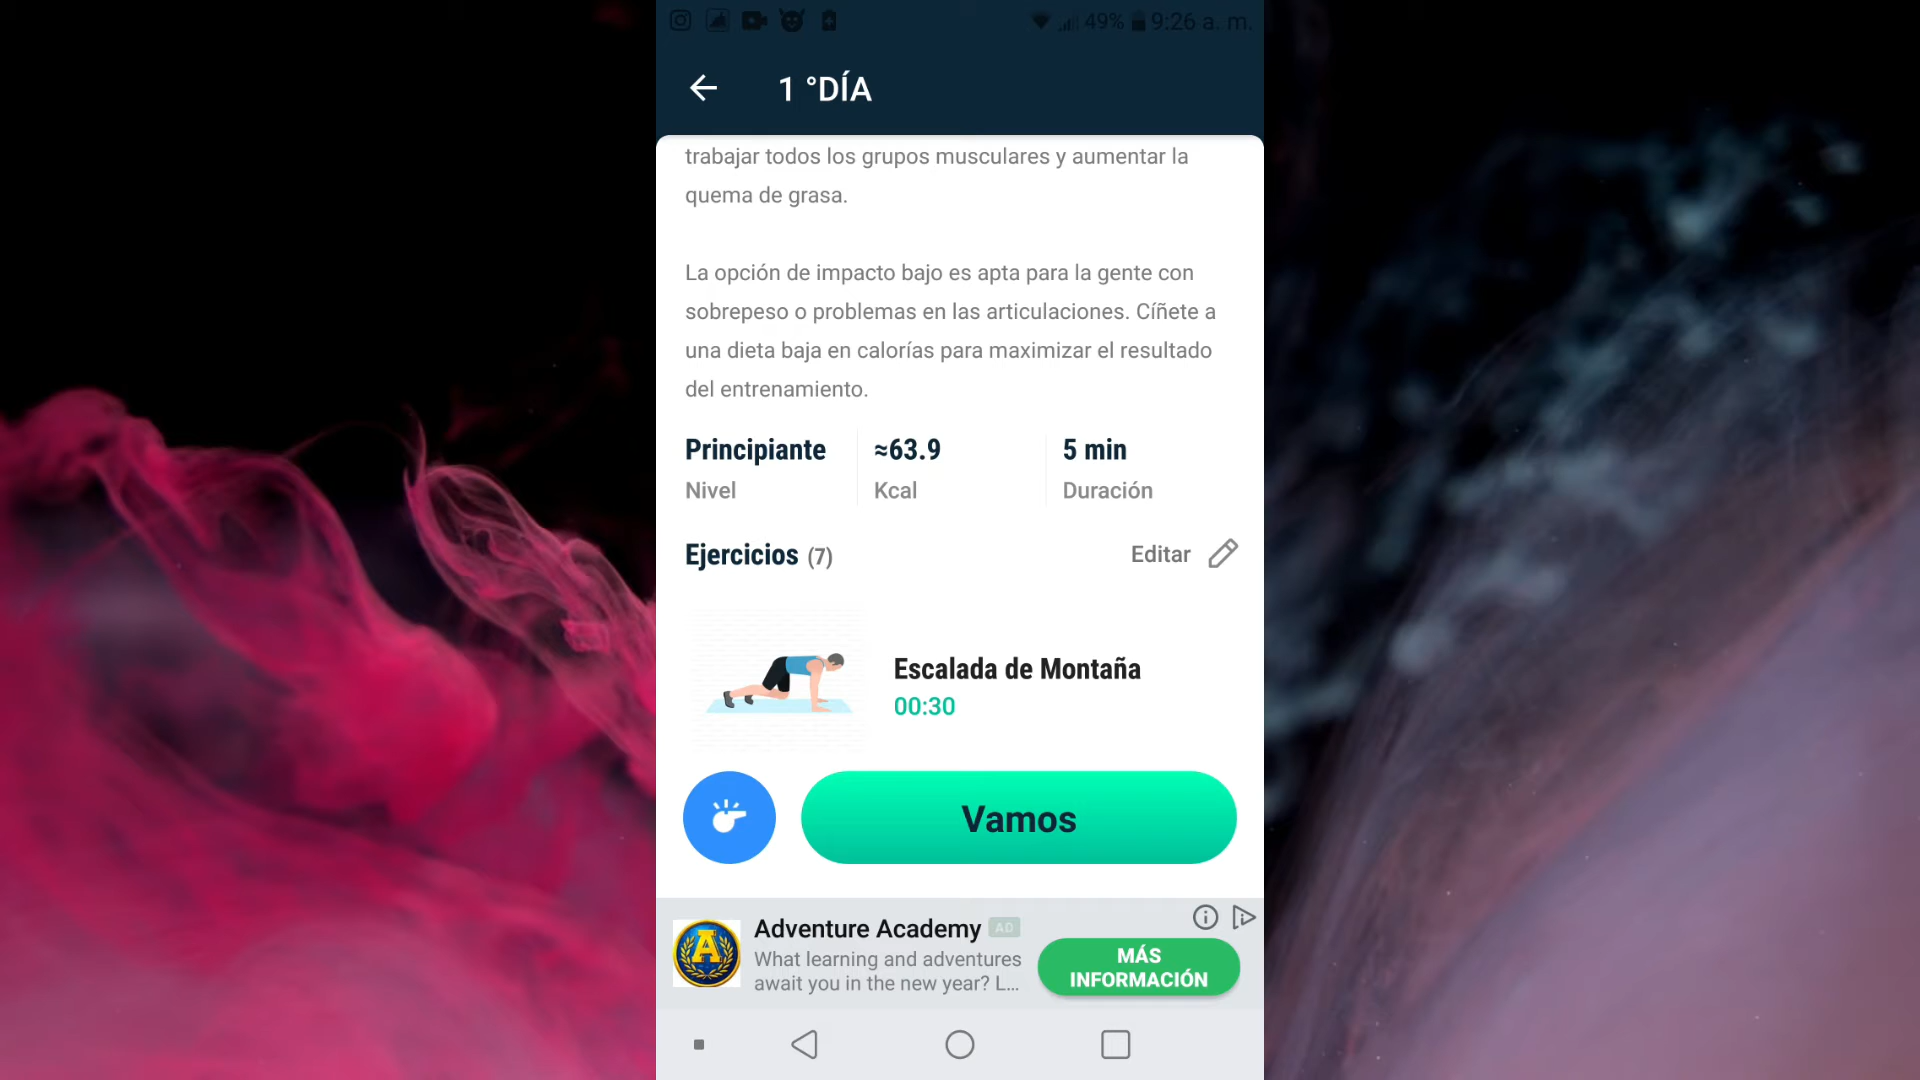 49% 9:26 a. m.
1 °DÍA
trabajar todos los grupos musculares y aumentar la
quema de grasa.
La opción de impacto bajo es apta para la gente con
sobrepeso o problemas en las articulaciones. Cíñete a
una dieta baja en calorías para maximizar el resultado
del entrenamiento.
Principiante ≈63.9 5 min
Nivel Kcal Duración
Ejercicios (7) Editar
Escalada de Montaña
00:30
Vamos
Adventure Academy AD
What learning and adventures
await you in the new year? L...
MÁS
INFORMACIÓN